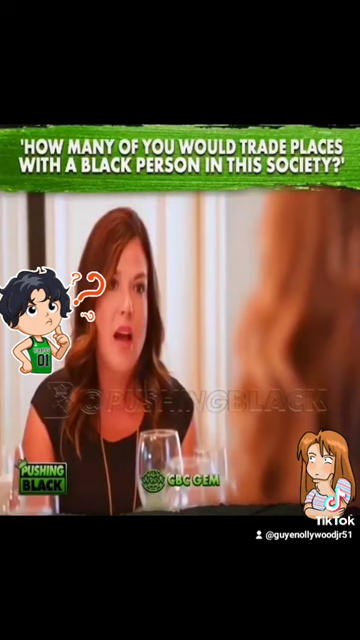 'HOW MANY OF YOU WOULD TRADE PLACES
WITH A BLACK PERSON IN THIS SOCIETY?'
01
@PUSHINGBLACK
PUSHING
BLACK
CBC GEM
TikTok
@guyenollywoodjr51